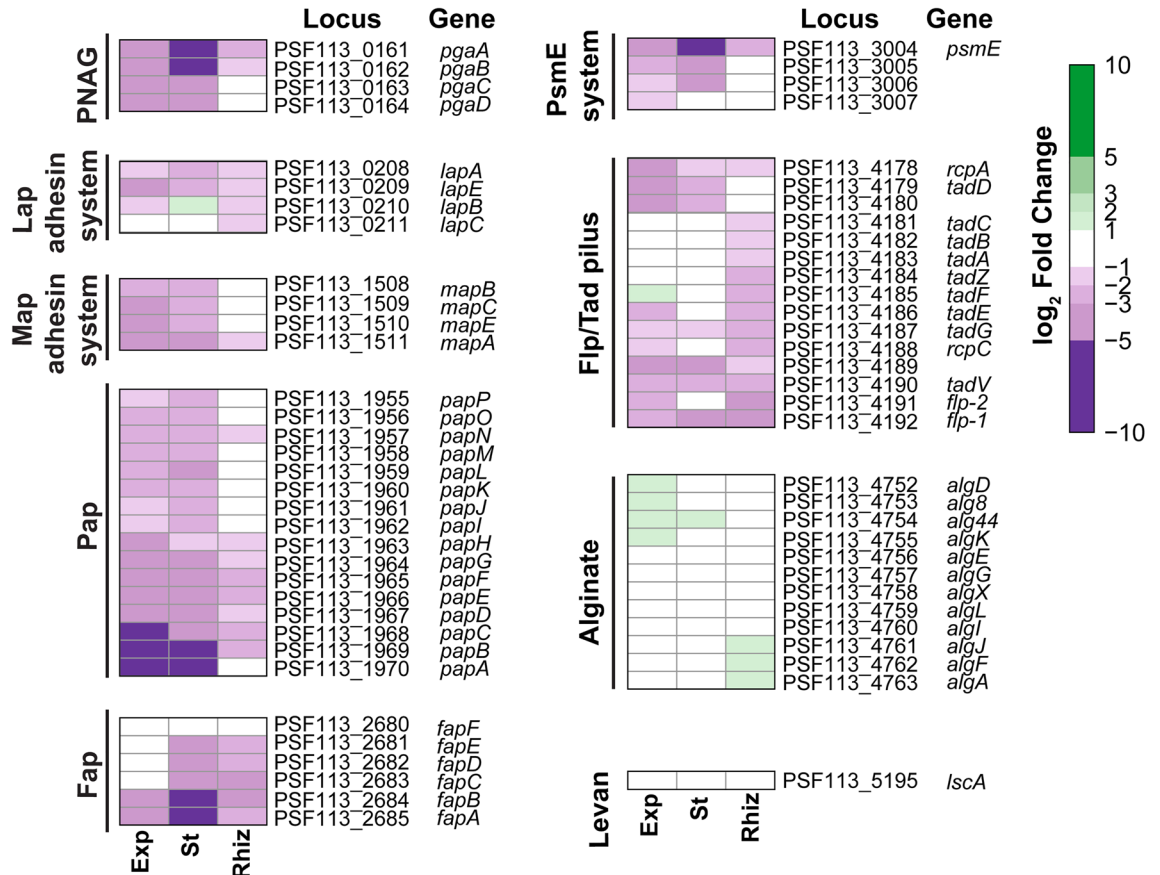 Locus Gene
PNAG
PSF113_0161 pgaA
PSF113_0162 pgaB
PSF113_0163 pgaC
PSF113_0164 pgaD
Lap
adhesin
system
PSF113_0208 lapA
PSF113_0209 lapE
PSF113_0210 lapB
PSF113_0211 lapC
Map
adhesin
system
PSF113_1508 mapB
PSF113_1509 mapC
PSF113_1510 mapE
PSF113_1511 mapA
Pap
PSF113_1955 papP
PSF113_1956 papO
PSF113_1957 papN
PSF113_1958 papM
PSF113_1959 papL
PSF113_1960 papK
PSF113_1961 papJ
PSF113_1962 papI
PSF113_1963 papH
PSF113_1964 papG
PSF113_1965 papF
PSF113_1966 papE
PSF113_1967 papD
PSF113_1968 papC
PSF113_1969 papB
PSF113_1970 papA
Fap
PSF113_2680 fapF
PSF113_2681 fapE
PSF113_2682 fapD
PSF113_2683 fapC
PSF113_2684 fapB
PSF113_2685 fapA
Exp St Rhiz
Locus Gene
PsmE
system
PSF113_3004 psmE
PSF113_3005
PSF113_3006
PSF113_3007
Flp/Tad pilus
PSF113_4178 rcpA
PSF113_4179 tadD
PSF113_4180
PSF113_4181 tadC
PSF113_4182 tadB
PSF113_4183 tadA
PSF113_4184 tadZ
PSF113_4185 tadF
PSF113_4186 tadE
PSF113_4187 tadG
PSF113_4188 rcpC
PSF113_4189
PSF113_4190 tadV
PSF113_4191 flp-2
PSF113_4192 flp-1
Alginate
PSF113_4752 algD
PSF113_4753 alg8
PSF113_4754 alg44
PSF113_4755 algK
PSF113_4756 algE
PSF113_4757 algG
PSF113_4758 algX
PSF113_4759 algL
PSF113_4760 algI
PSF113_4761 algJ
PSF113_4762 algF
PSF113_4763 algA
Levan
PSF113_5195 lscA
Exp St Rhiz
log2 Fold Change
10
5
3
2
1
−1
−2
−3
−5
−10